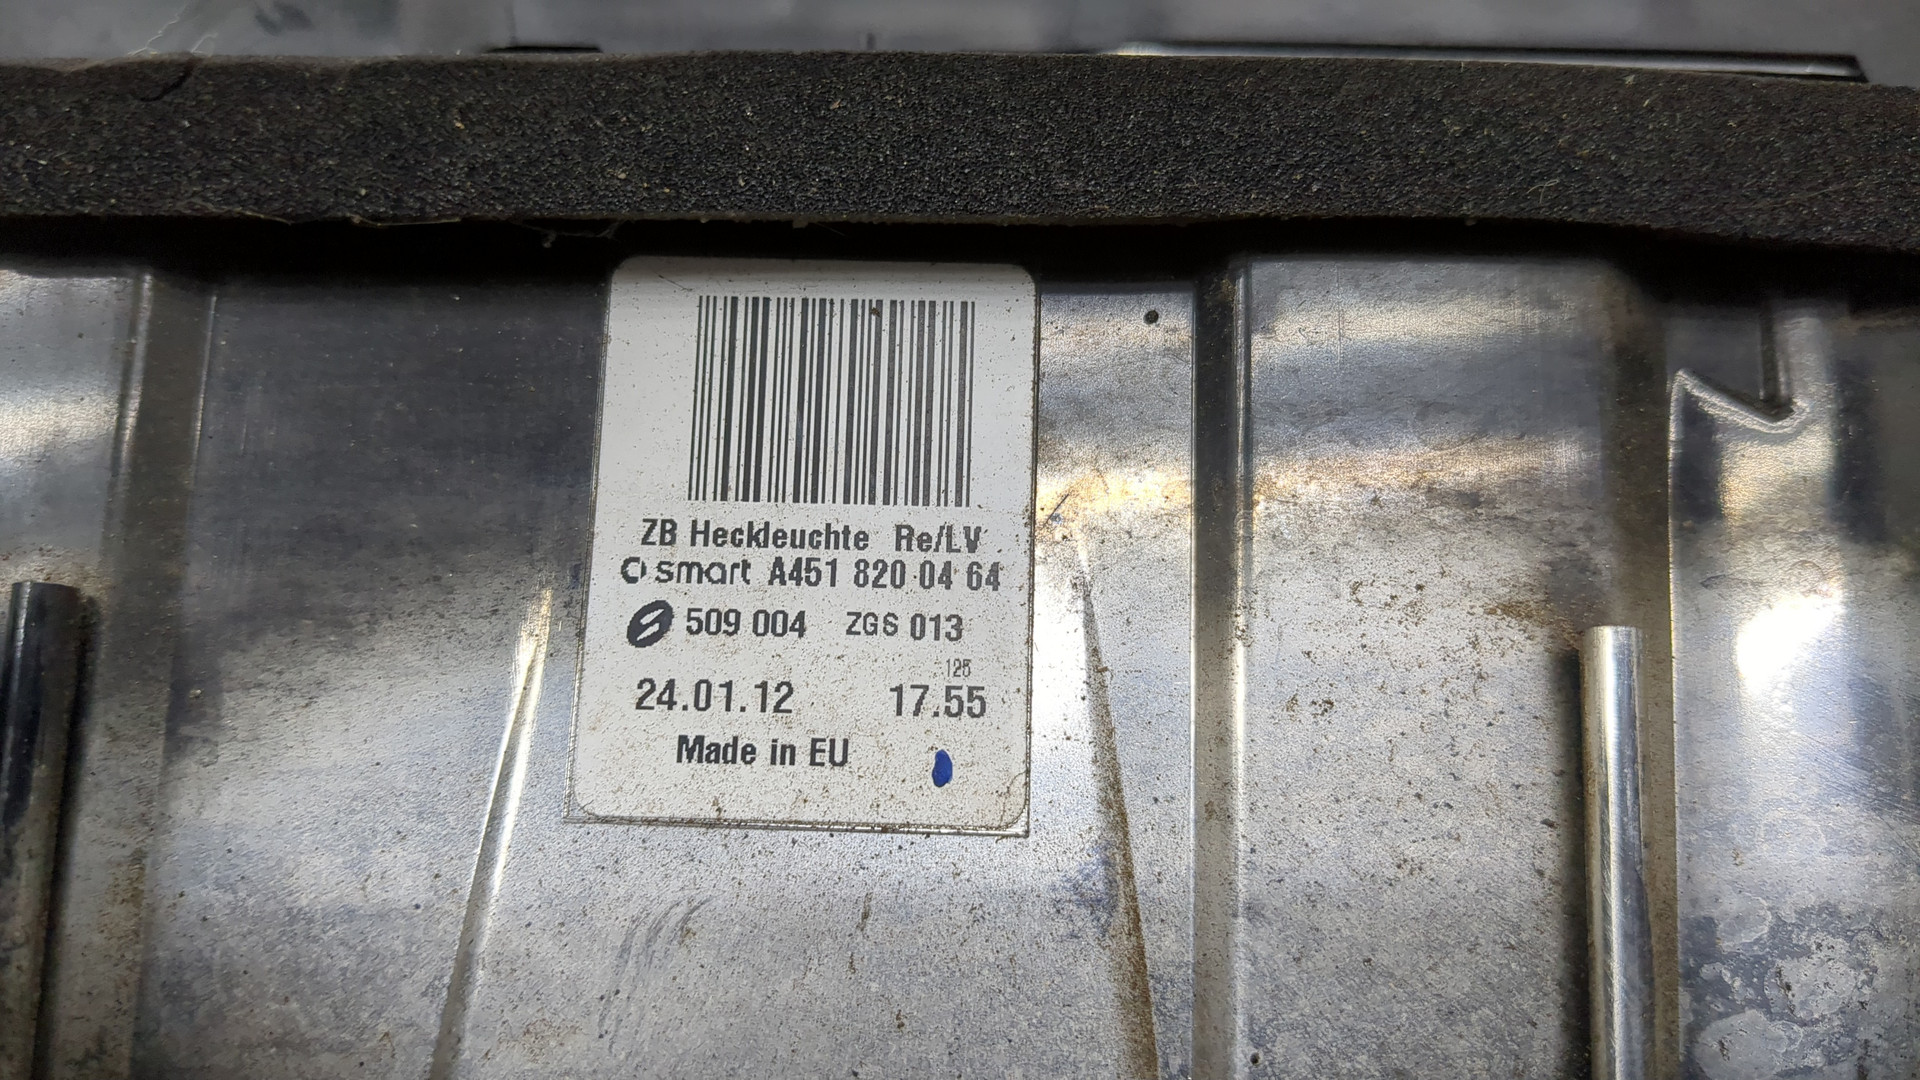 ZB Heckleuchte Re/LV
smart A451 820 04 64
509 004 ZGS 013
125
24.01.12 17.55
Made in EU